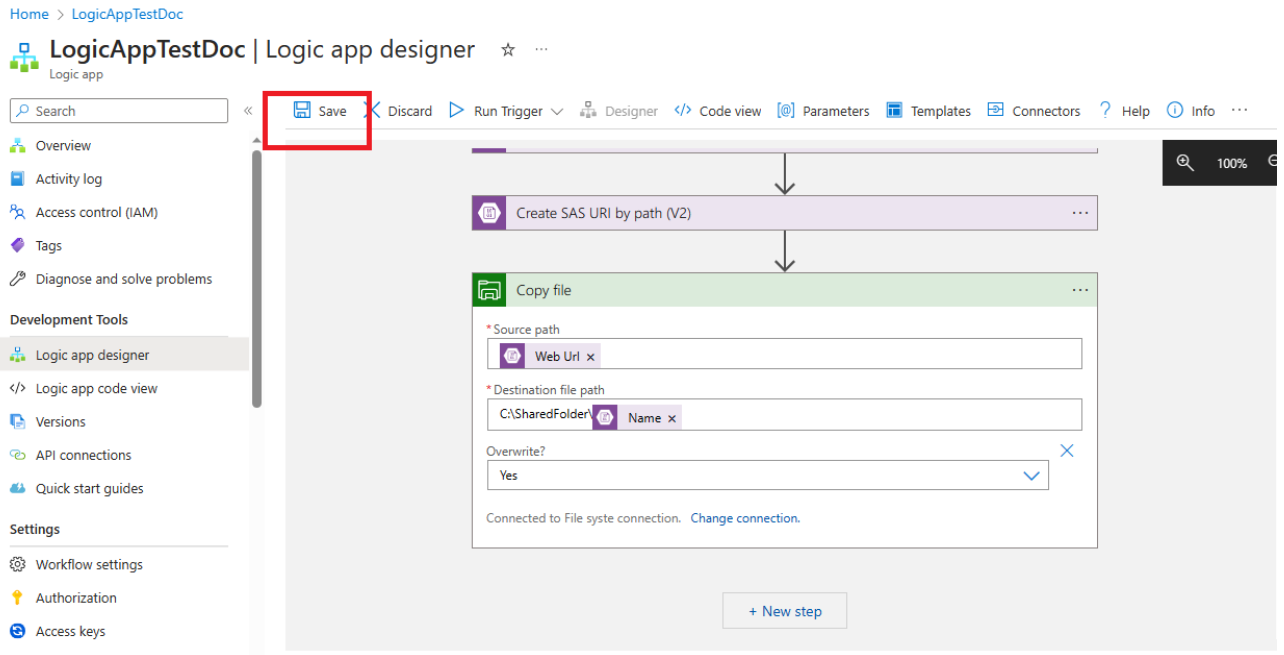 Home > LogicAppTestDoc
LogicAppTestDoc | Logic app designer
Logic app
Search
Save Discard Run Trigger Designer Code view Parameters Templates Connectors Help Info
Overview
Activity log
Access control (IAM)
Tags
Diagnose and solve problems
Development Tools
Logic app designer
Logic app code view
Versions
API connections
Quick start guides
Settings
Workflow settings
Authorization
Access keys
100%
Create SAS URI by path (V2)
Copy file
* Source path
Web Url ×
* Destination file path
C:\SharedFolder\ Name ×
Overwrite?
Yes
Connected to File syste connection. Change connection.
+ New step